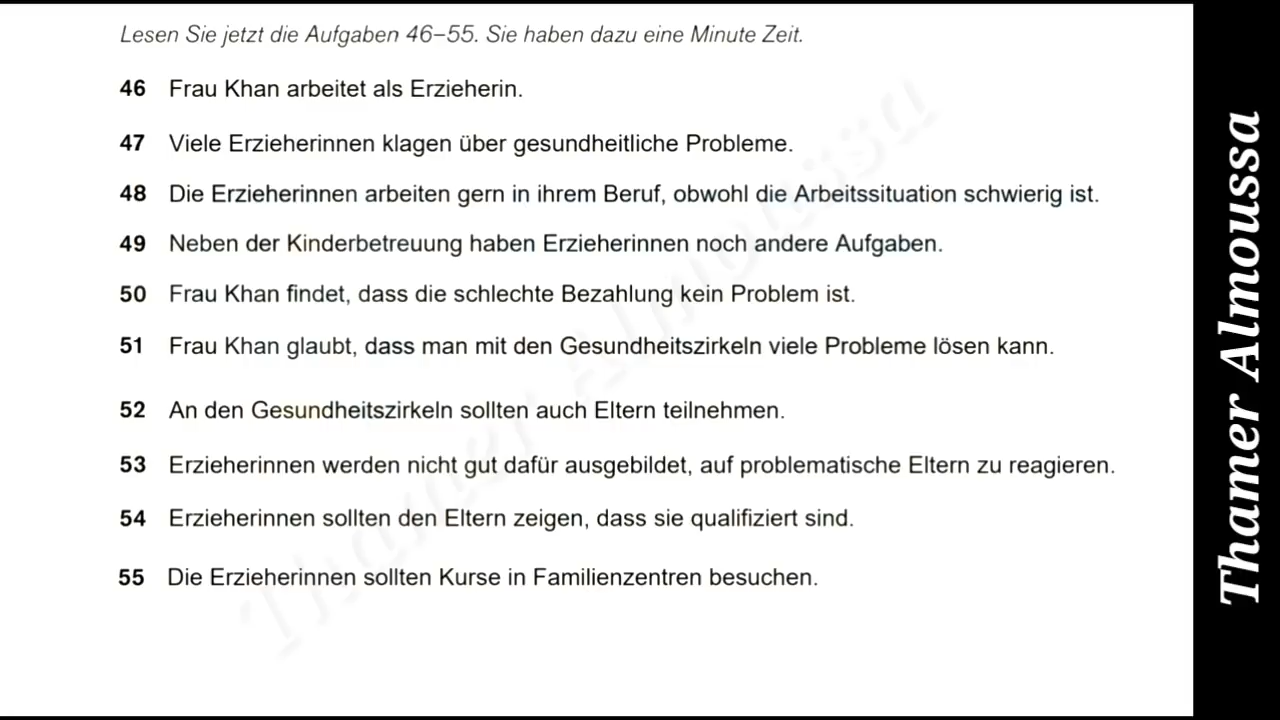 Lesen Sie jetzt die Aufgaben 46–55. Sie haben dazu eine Minute Zeit.
46 Frau Khan arbeitet als Erzieherin.
47 Viele Erzieherinnen klagen über gesundheitliche Probleme.
48 Die Erzieherinnen arbeiten gern in ihrem Beruf, obwohl die Arbeitssituation schwierig ist.
49 Neben der Kinderbetreuung haben Erzieherinnen noch andere Aufgaben.
50 Frau Khan findet, dass die schlechte Bezahlung kein Problem ist.
51 Frau Khan glaubt, dass man mit den Gesundheitszirkeln viele Probleme lösen kann.
52 An den Gesundheitszirkeln sollten auch Eltern teilnehmen.
53 Erzieherinnen werden nicht gut dafür ausgebildet, auf problematische Eltern zu reagieren.
54 Erzieherinnen sollten den Eltern zeigen, dass sie qualifiziert sind.
55 Die Erzieherinnen sollten Kurse in Familienzentren besuchen.
Thamer Almoussa
Thamer Almoussa